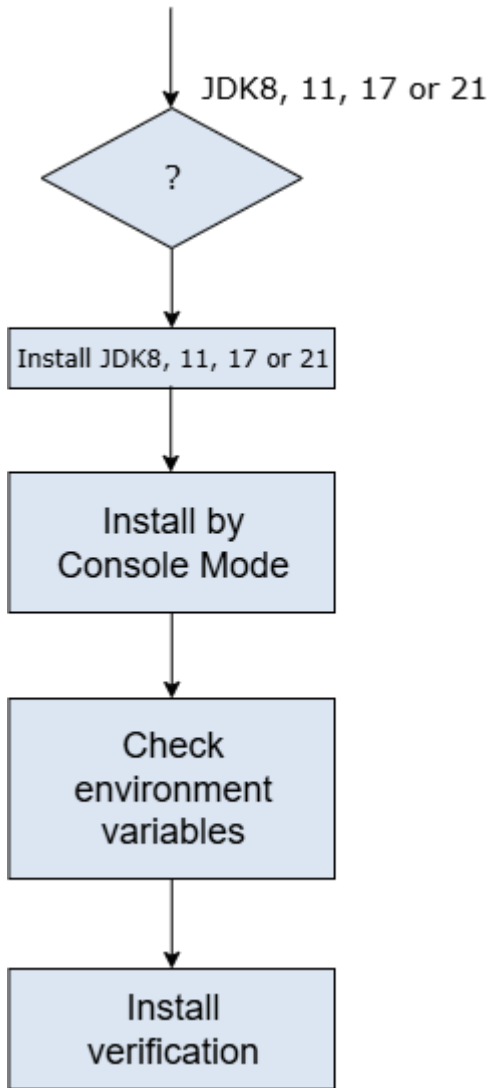 JDK8, 11, 17 or 21
?
Install JDK8, 11, 17 or 21
Install by
Console Mode
Check
environment
variables
Install
verification